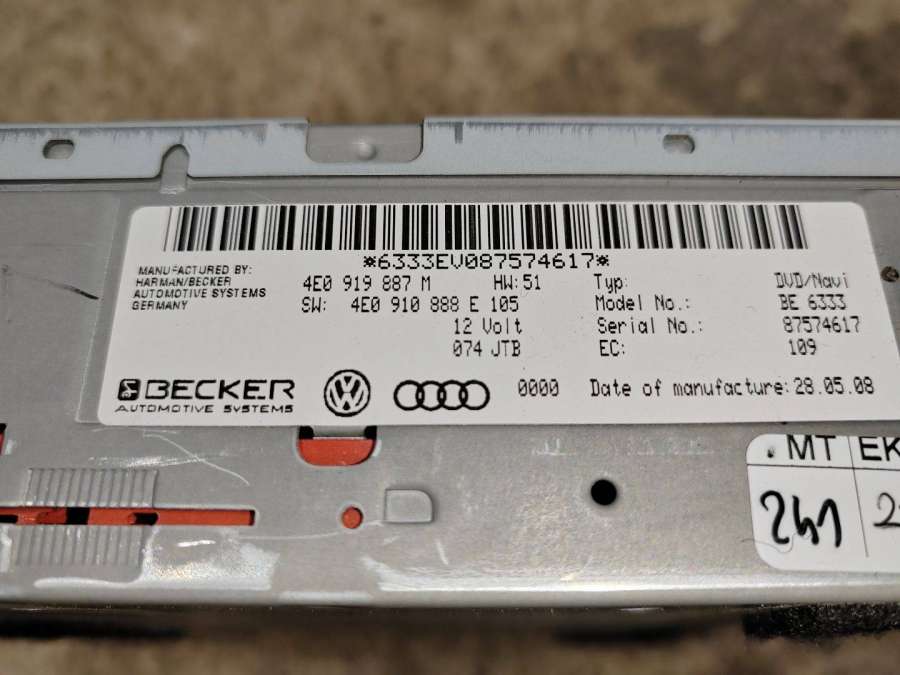 *6333EV087574617*
MANUFACTURED BY:
HARMAN/BECKER
AUTOMOTIVE SYSTEMS
GERMANY
4E0 919 887 M HW:51
SW: 4E0 910 888 E 105
12 Volt
074 JTB
Typ: DVD/Navi
Model No.: BE 6333
Serial No.: 87574617
EC: 109
BECKER
AUTOMOTIVE SYSTEMS
0000 Date of manufacture: 28.05.08
MT EK
241 2